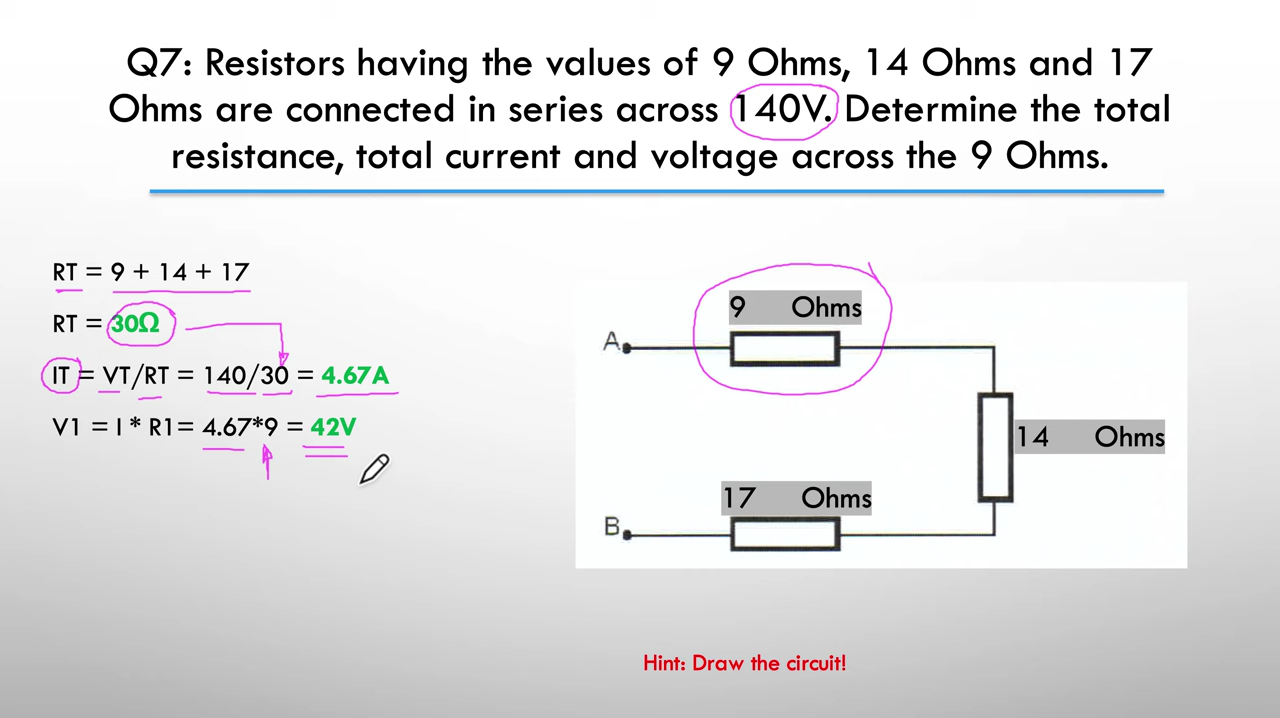 Q7: Resistors having the values of 9 Ohms, 14 Ohms and 17
Ohms are connected in series across 140V. Determine the total
resistance, total current and voltage across the 9 Ohms.
RT = 9 + 14 + 17
RT = 30Ω
IT = VT/RT = 140/30 = 4.67A
V1 = I * R1= 4.67*9 = 42V
9 Ohms
A
14 Ohms
17 Ohms
B
Hint: Draw the circuit!